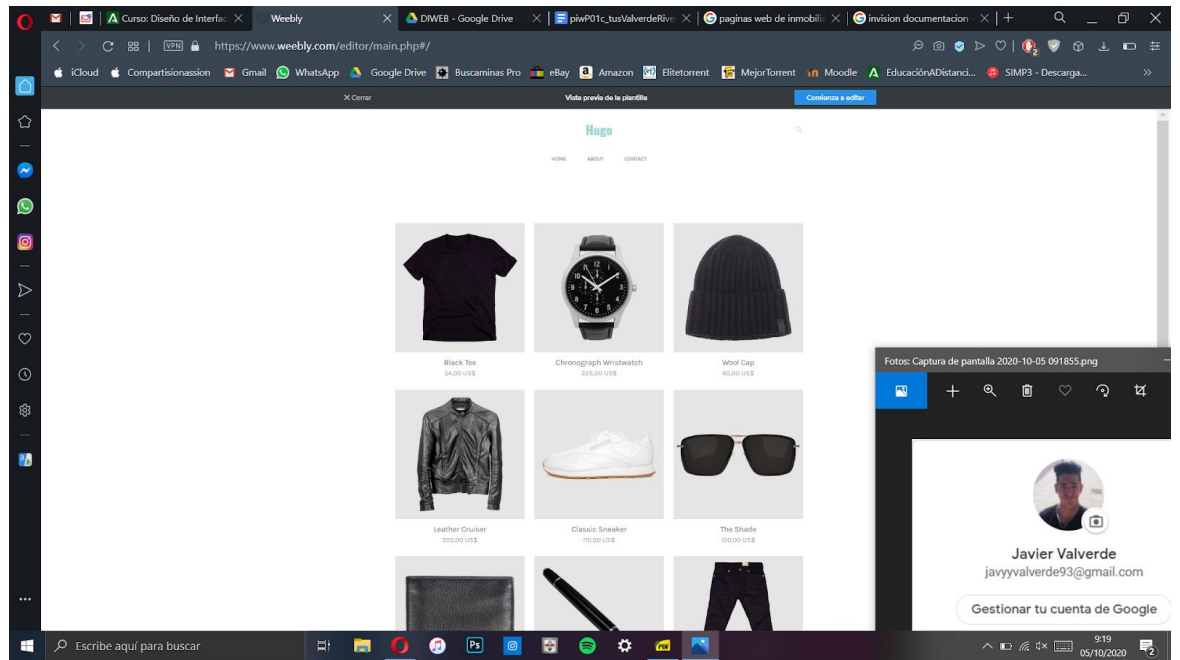 Curso: Diseño de Interfac
Weebly
DIWEB - Google Drive
piwP01c_tusValverdeRive
paginas web de inmobili
invision documentacion -
VPN
https://www.weebly.com/editor/main.php#/
iCloud
Compartisionassion
Gmail
WhatsApp
Google Drive
Buscaminas Pro
eBay
Amazon
Elitetorrent
MejorTorrent
Moodle
EducaciónADistanci...
SIMP3 - Descarga...
Cerrar
Vista previa de la plantilla
Comienza a editar
Hugo
HOME
ABOUT
CONTACT
Black Tee
54,00 US$
Chronograph Wristwatch
225,00 US$
Wool Cap
60,00 US$
Leather Cruiser
355,00 US$
Classic Sneaker
115,00 US$
The Shade
150,00 US$
Fotos: Captura de pantalla 2020-10-05 091855.png
Javier Valverde
javyyvalverde93@gmail.com
Gestionar tu cuenta de Google
Escribe aquí para buscar
Ps
9:19
05/10/2020